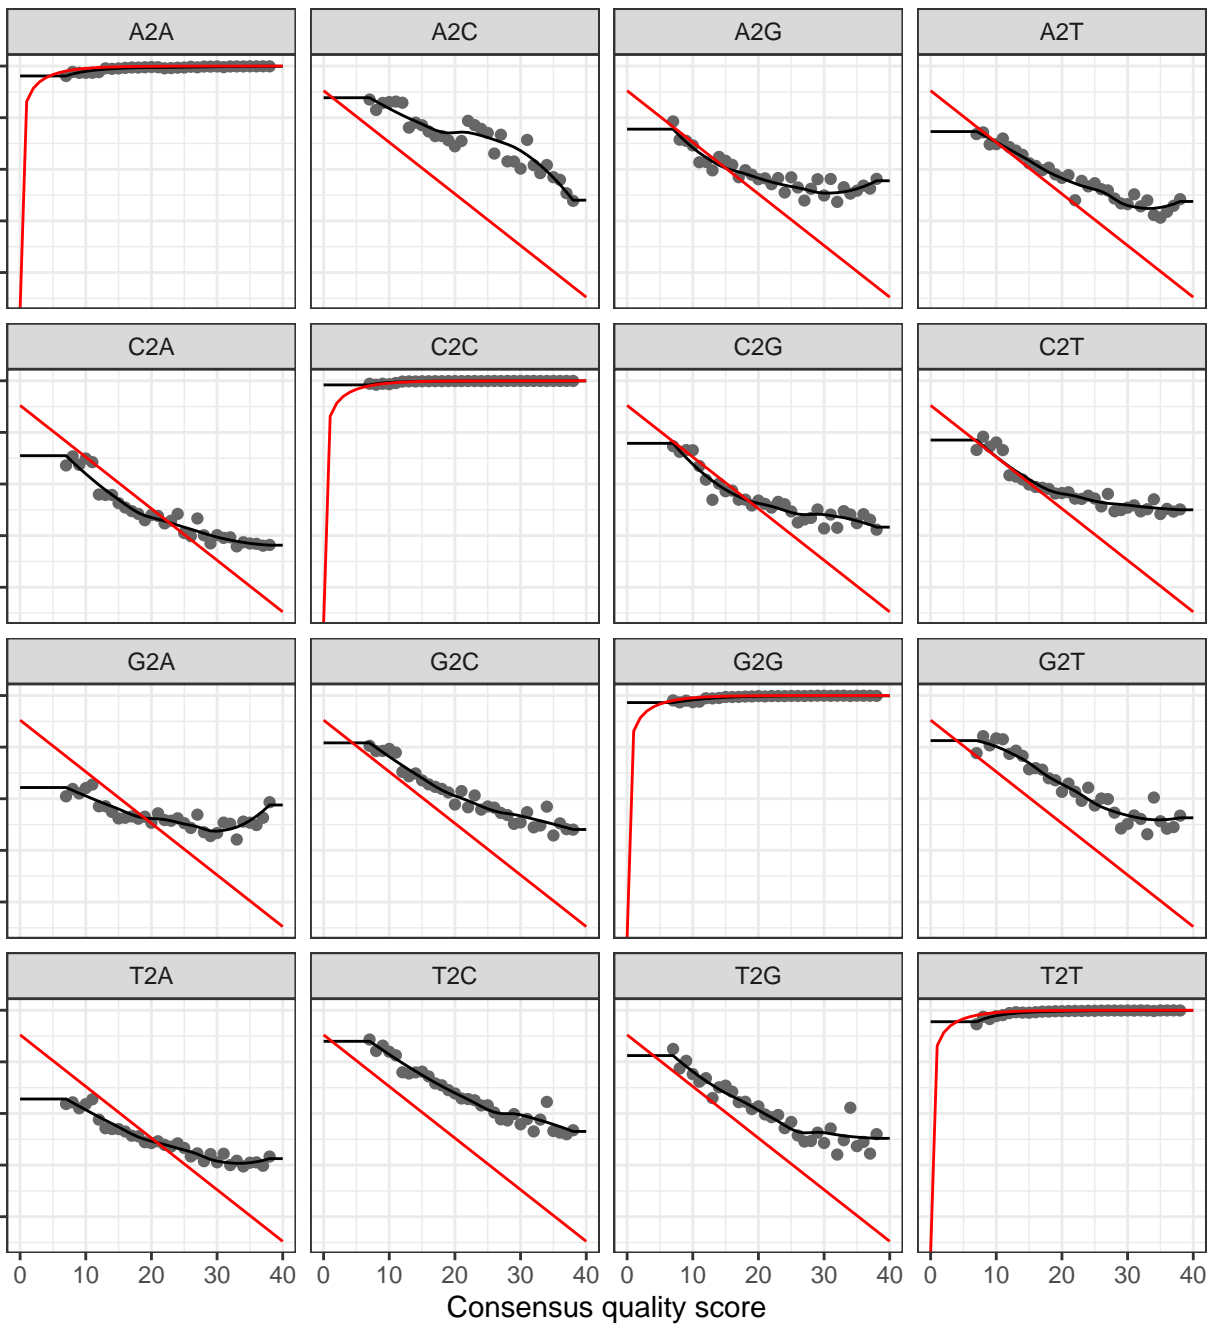 A2A A2C A2G A2T
C2A C2C C2G C2T
G2A G2C G2G G2T
T2A T2C T2G T2T
0 10 20 30 40 0 10 20 30 40 0 10 20 30 40 0 10 20 30 40
Consensus quality score